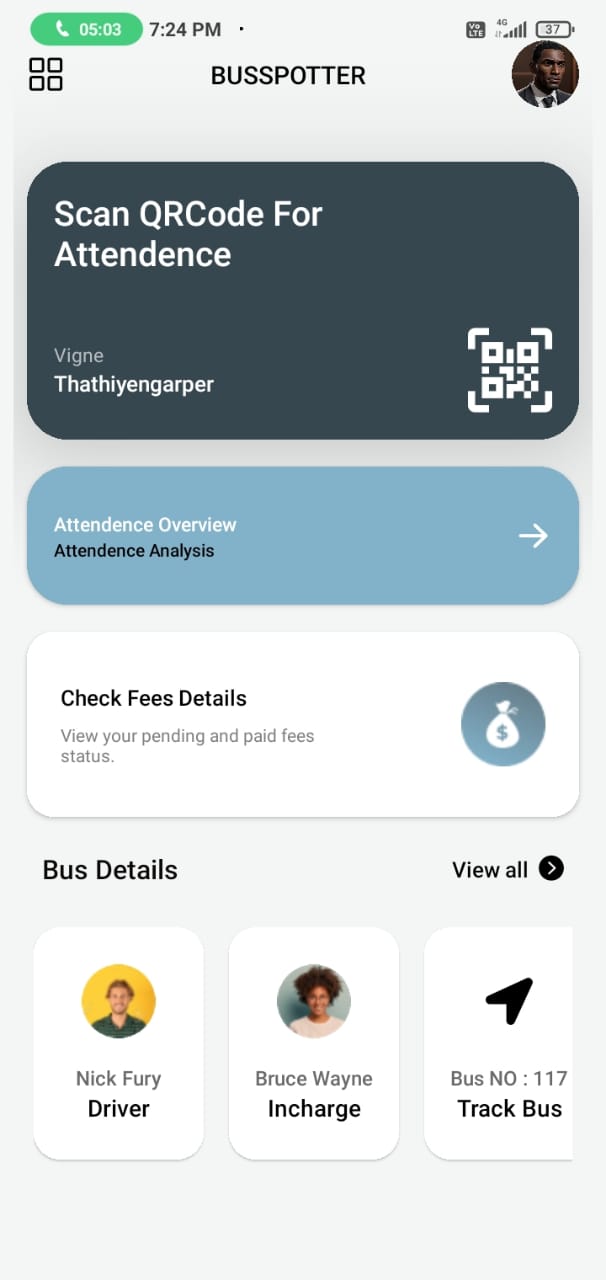 05:03 7:24 PM Vo LTE 4G 37
BUSSPOTTER
Scan QRCode For
Attendence
Vigne
Thathiyengarper
Attendence Overview
Attendence Analysis
Check Fees Details
View your pending and paid fees
status.
$
Bus Details View all
Nick Fury Bruce Wayne Bus NO : 117
Driver Incharge Track Bus